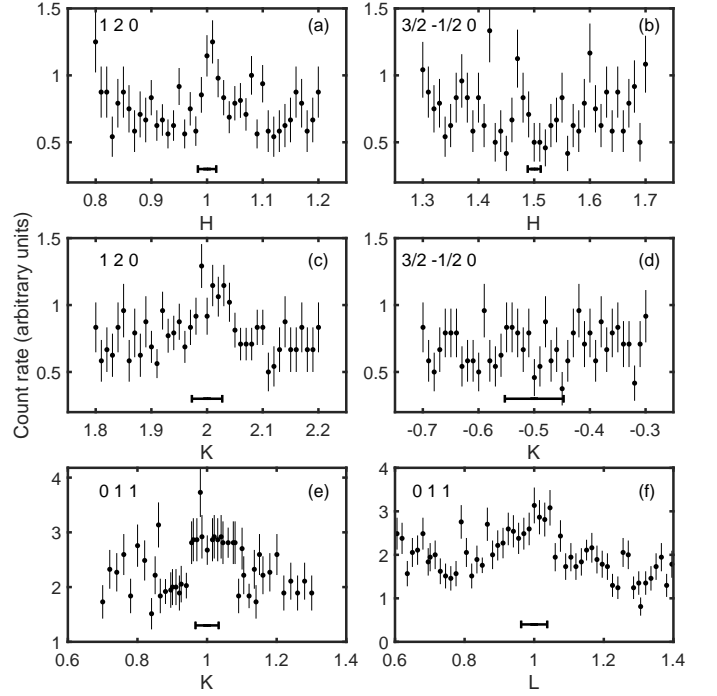 1 2 0
(a)
1.5
1
0.5
0.8 0.9 1 1.1 1.2
H
3/2 -1/2 0
(b)
1.5
1
0.5
1.3 1.4 1.5 1.6 1.7
H
Count rate (arbitrary units)
1 2 0
(c)
1.5
1
0.5
1.8 1.9 2 2.1 2.2
K
3/2 -1/2 0
(d)
1.5
1
0.5
-0.7 -0.6 -0.5 -0.4 -0.3
K
0 1 1
(e)
4
3
2
1
0.6 0.8 1 1.2 1.4
K
0 1 1
(f)
4
3
2
1
0
0.6 0.8 1 1.2 1.4
L